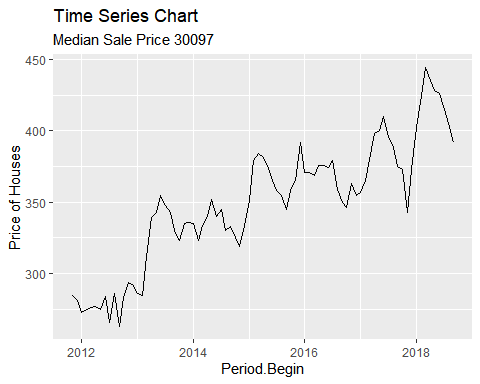 Time Series Chart
Median Sale Price 30097
450
400
350
300
Price of Houses
2012 2014 2016 2018
Period.Begin